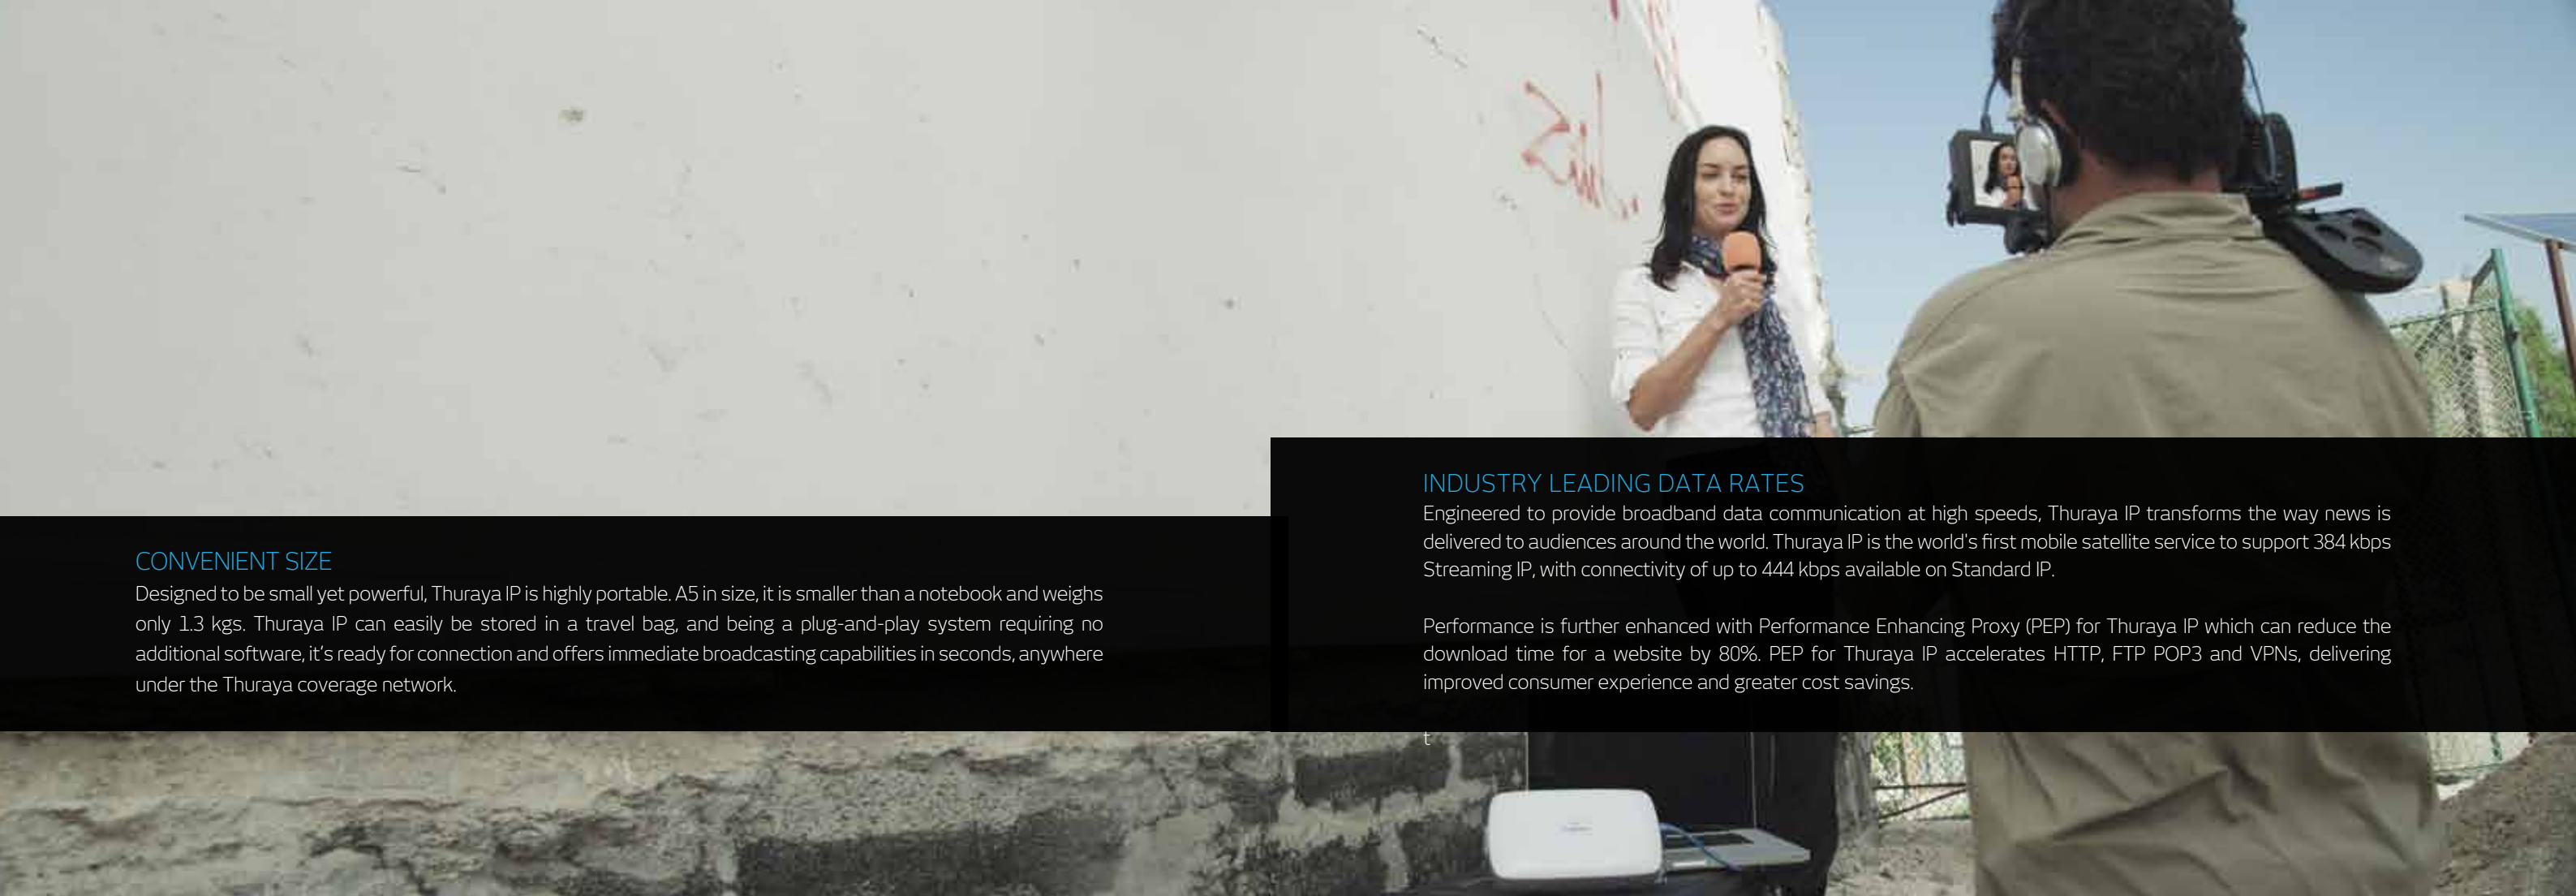 CONVENIENT SIZE
Designed to be small yet powerful, Thuraya IP is highly portable. A5 in size, it is smaller than a notebook and weighs
only 1.3 kgs. Thuraya IP can easily be stored in a travel bag, and being a plug-and-play system requiring no
additional software, it's ready for connection and offers immediate broadcasting capabilities in seconds, anywhere
under the Thuraya coverage network.
INDUSTRY LEADING DATA RATES
Engineered to provide broadband data communication at high speeds, Thuraya IP transforms the way news is
delivered to audiences around the world. Thuraya IP is the world's first mobile satellite service to support 384 kbps
Streaming IP, with connectivity of up to 444 kbps available on Standard IP.
Performance is further enhanced with Performance Enhancing Proxy (PEP) for Thuraya IP which can reduce the
download time for a website by 80%. PEP for Thuraya IP accelerates HTTP, FTP POP3 and VPNs, delivering
improved consumer experience and greater cost savings.
t